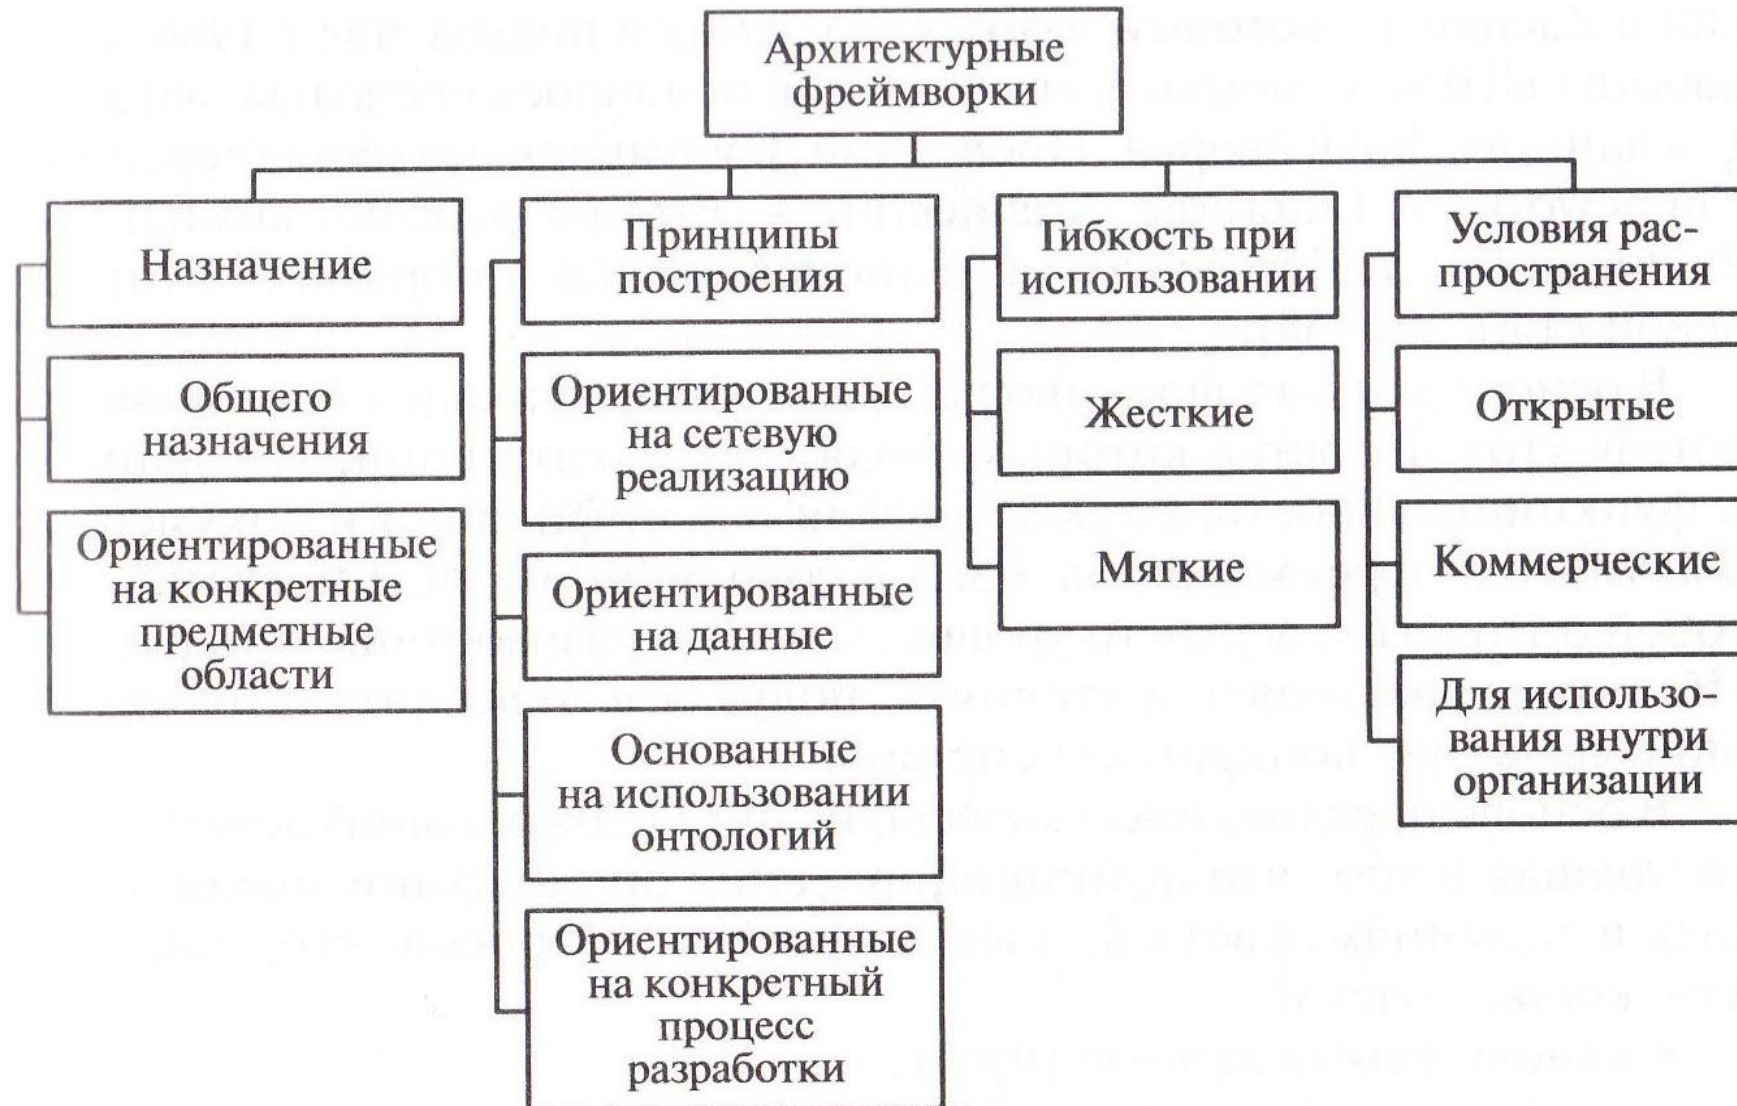 Архитектурные
фреймворки
Назначение
Общего
назначения
Ориентированные
на конкретные
предметные
области
Принципы
построения
Ориентированные
на сетевую
реализацию
Ориентированные
на данные
Основанные
на использовании
онтологий
Ориентированные
на конкретный
процесс
разработки
Гибкость при
использовании
Жесткие
Мягкие
Условия рас-
пространения
Открытые
Коммерческие
Для использо-
вания внутри
организации